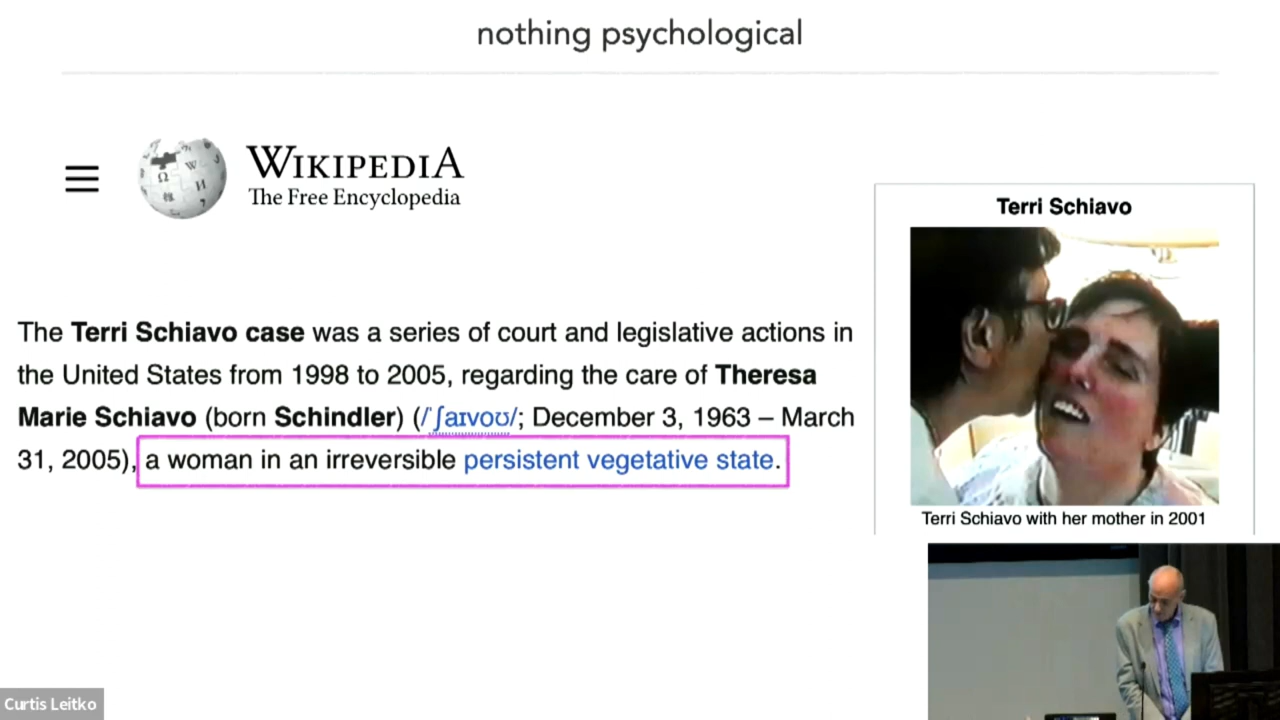 nothing psychological
WIKIPEDIA
The Free Encyclopedia
Terri Schiavo
The Terri Schiavo case was a series of court and legislative actions in
the United States from 1998 to 2005, regarding the care of Theresa
Marie Schiavo (born Schindler) (/ˈʃaɪvoʊ/; December 3, 1963 – March
31, 2005), a woman in an irreversible persistent vegetative state.
Terri Schiavo with her mother in 2001
Curtis Leitko